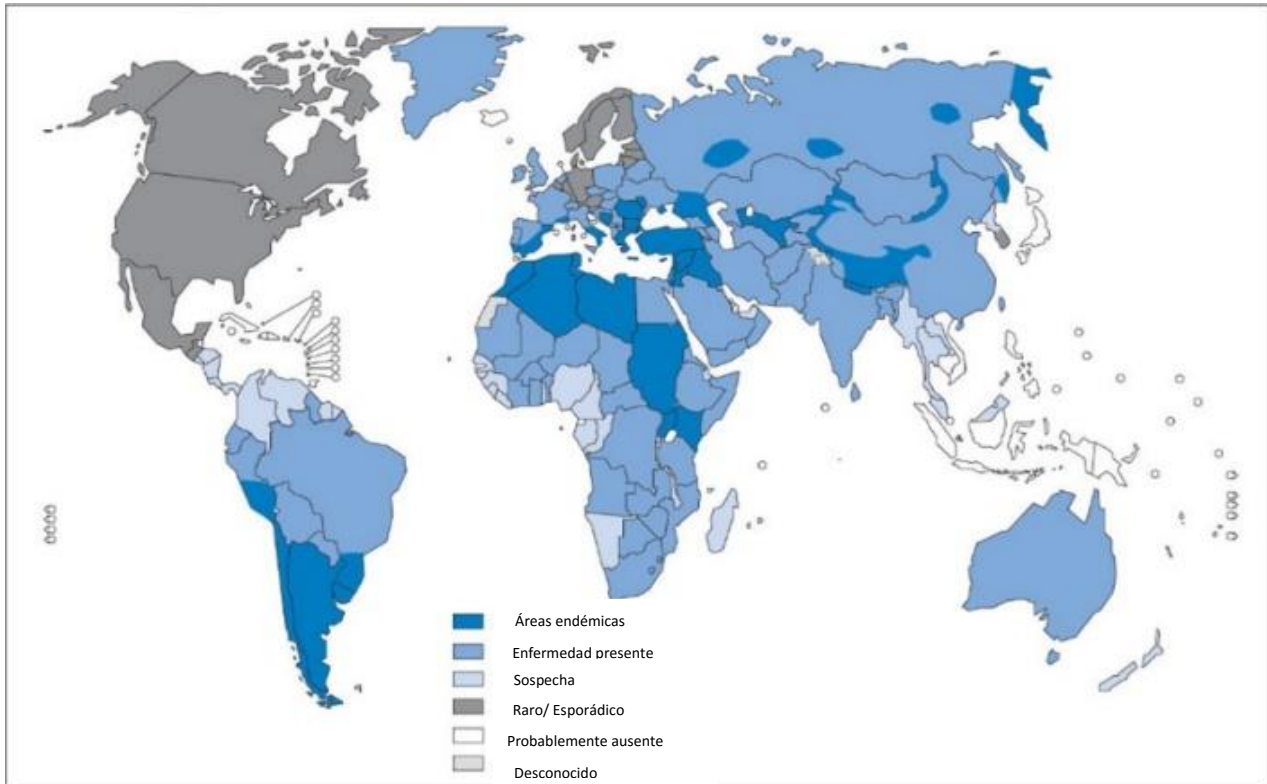 Áreas endémicas
Enfermedad presente
Sospecha
Raro/ Esporádico
Probablemente ausente
Desconocido